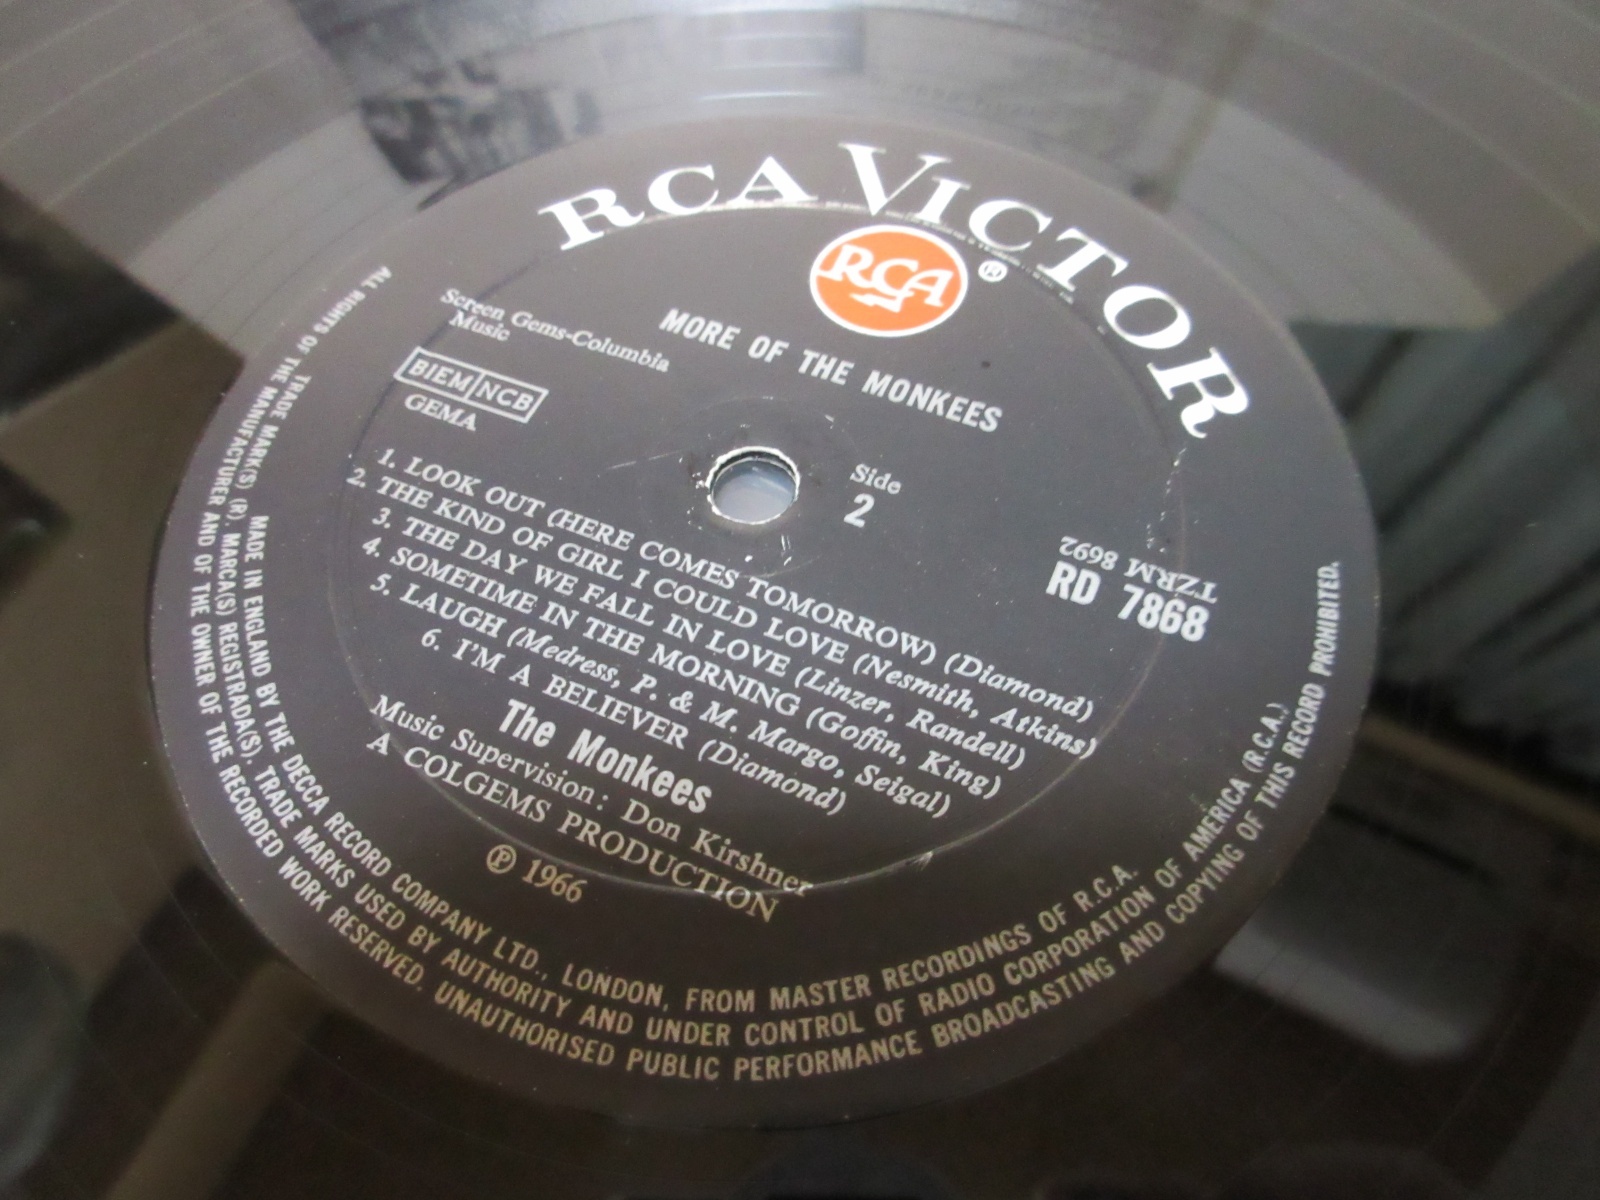 RCA VICTOR
RCA
®
MORE OF THE MONKEES
Screen Gems-Columbia
Music
BIEM NCB
GEMA
Side
2
TZRM 8692
RD 7868
1. LOOK OUT (HERE COMES TOMORROW) (Diamond)
2. THE KIND OF GIRL I COULD LOVE (Nesmith, Atkins)
3. THE DAY WE FALL IN LOVE (Linzer, Randell)
4. SOMETIME IN THE MORNING (Goffin, King)
5. LAUGH (Medress, P. & M. Margo, Seigal)
6. I'M A BELIEVER (Diamond)
The Monkees
Music Supervision: Don Kirshner
A COLGEMS PRODUCTION
℗ 1966
MADE IN ENGLAND BY THE DECCA RECORD COMPANY LTD., LONDON, FROM MASTER RECORDINGS OF R.C.A.
TRADE MARK(S) (R). MARCA(S) REGISTRADA(S). TRADE MARKS USED BY AUTHORITY AND UNDER CONTROL OF RADIO CORPORATION OF AMERICA (R.C.A.)
ALL RIGHTS OF THE MANUFACTURER AND OF THE OWNER OF THE RECORDED WORK RESERVED. UNAUTHORISED PUBLIC PERFORMANCE BROADCASTING AND COPYING OF THIS RECORD PROHIBITED.